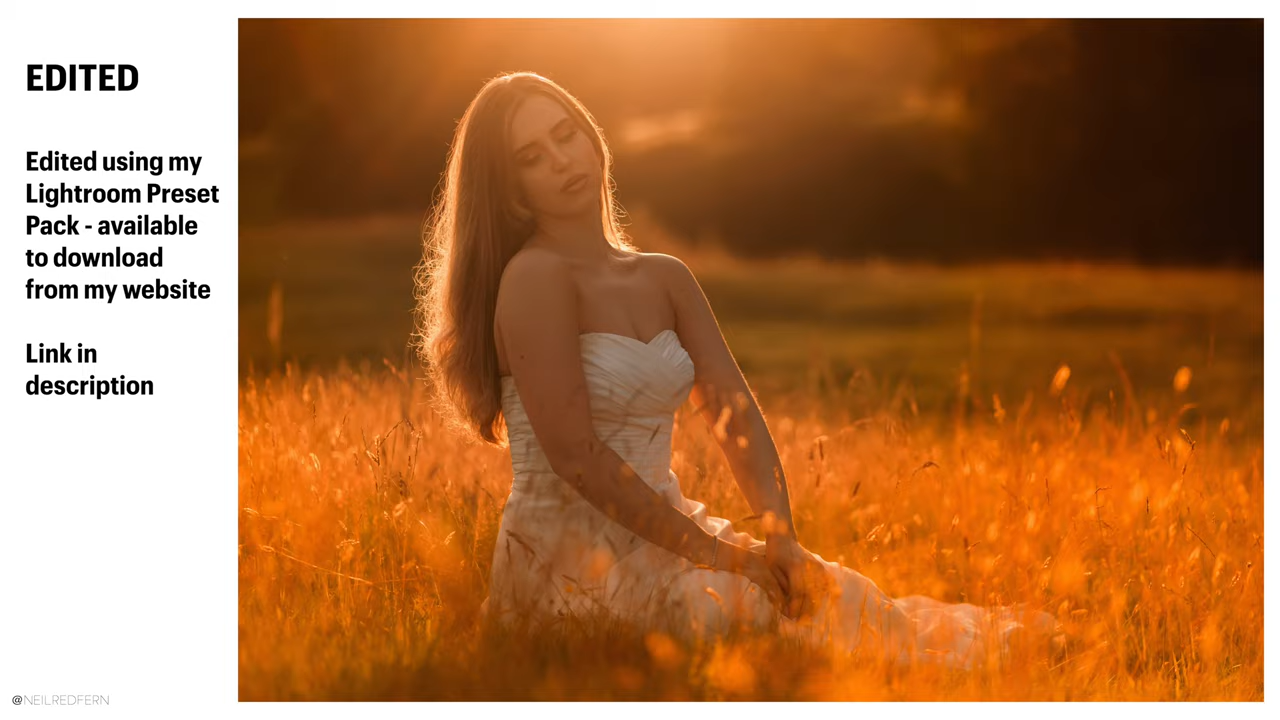 EDITED
Edited using my
Lightroom Preset
Pack - available
to download
from my website
Link in
description
@NEILREDFERN